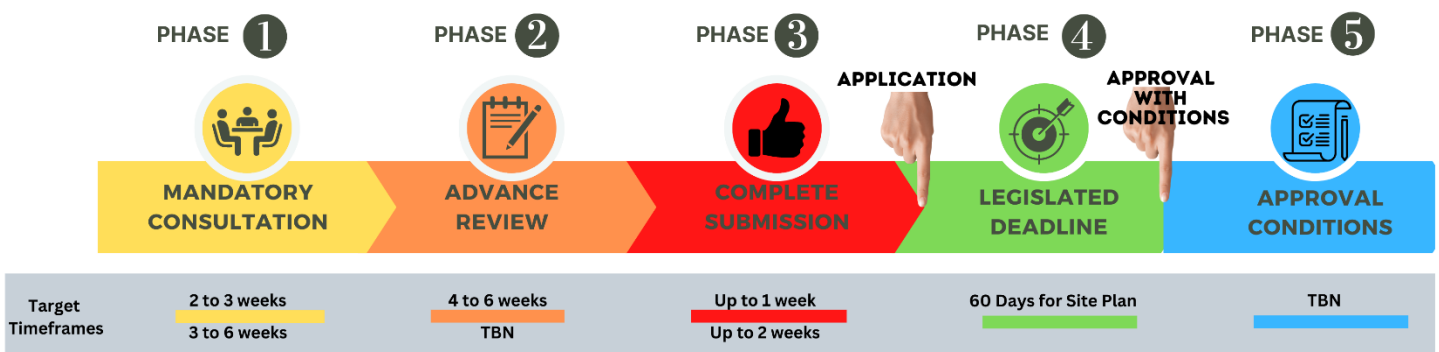 PHASE 1
PHASE 2
PHASE 3
PHASE 4
PHASE 5
APPLICATION
APPROVAL
WITH
CONDITIONS
MANDATORY
CONSULTATION
ADVANCE
REVIEW
COMPLETE
SUBMISSION
LEGISLATED
DEADLINE
APPROVAL
CONDITIONS
Target
Timeframes
2 to 3 weeks
3 to 6 weeks
4 to 6 weeks
TBN
Up to 1 week
Up to 2 weeks
60 Days for Site Plan
TBN